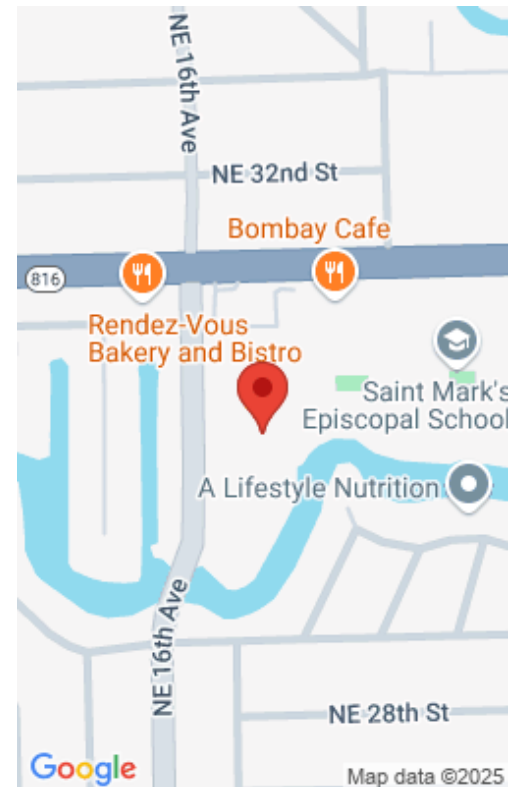 NE 16th Ave
NE 32nd St
Bombay Cafe
816
Rendez-Vous
Bakery and Bistro
Saint Mark's
Episcopal School
A Lifestyle Nutrition
NE 16th Ave
NE 28th St
Google
Map data ©2025